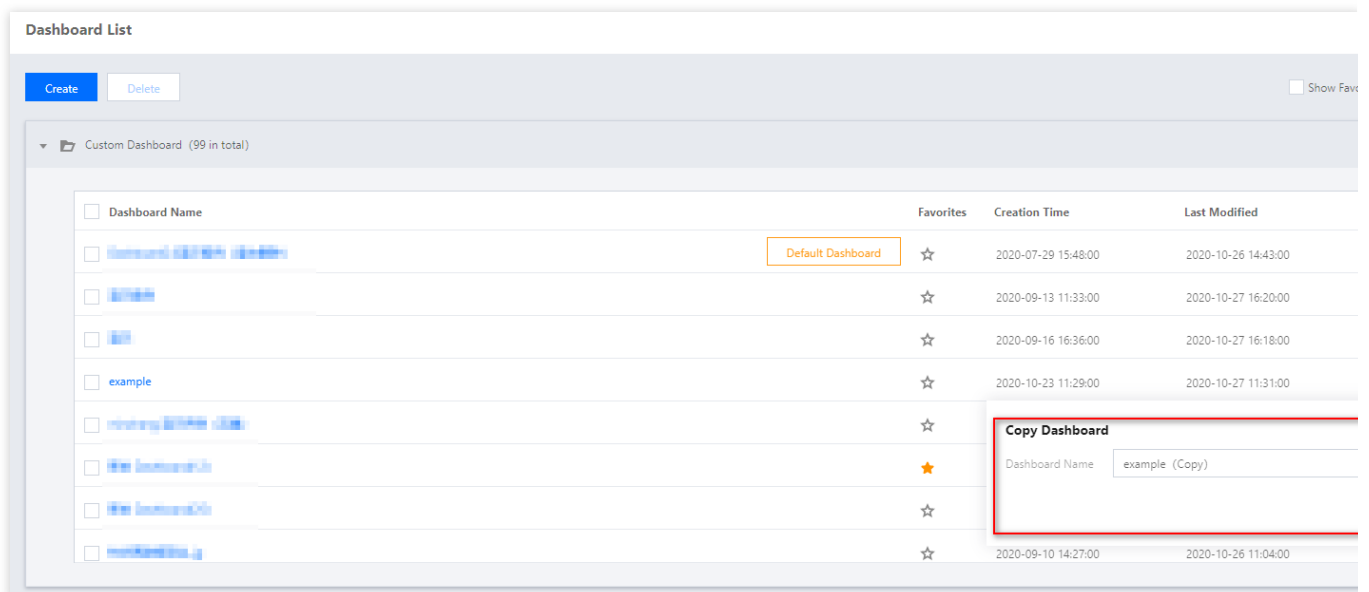 Dashboard List
Create Delete Show Favo
Custom Dashboard (99 in total)
Dashboard Name Favorites Creation Time Last Modified
Default Dashboard 2020-07-29 15:48:00 2020-10-26 14:43:00
2020-09-13 11:33:00 2020-10-27 16:20:00
2020-09-16 16:36:00 2020-10-27 16:18:00
example 2020-10-23 11:29:00 2020-10-27 11:31:00
Copy Dashboard
Dashboard Name example (Copy)
2020-09-10 14:27:00 2020-10-26 11:04:00